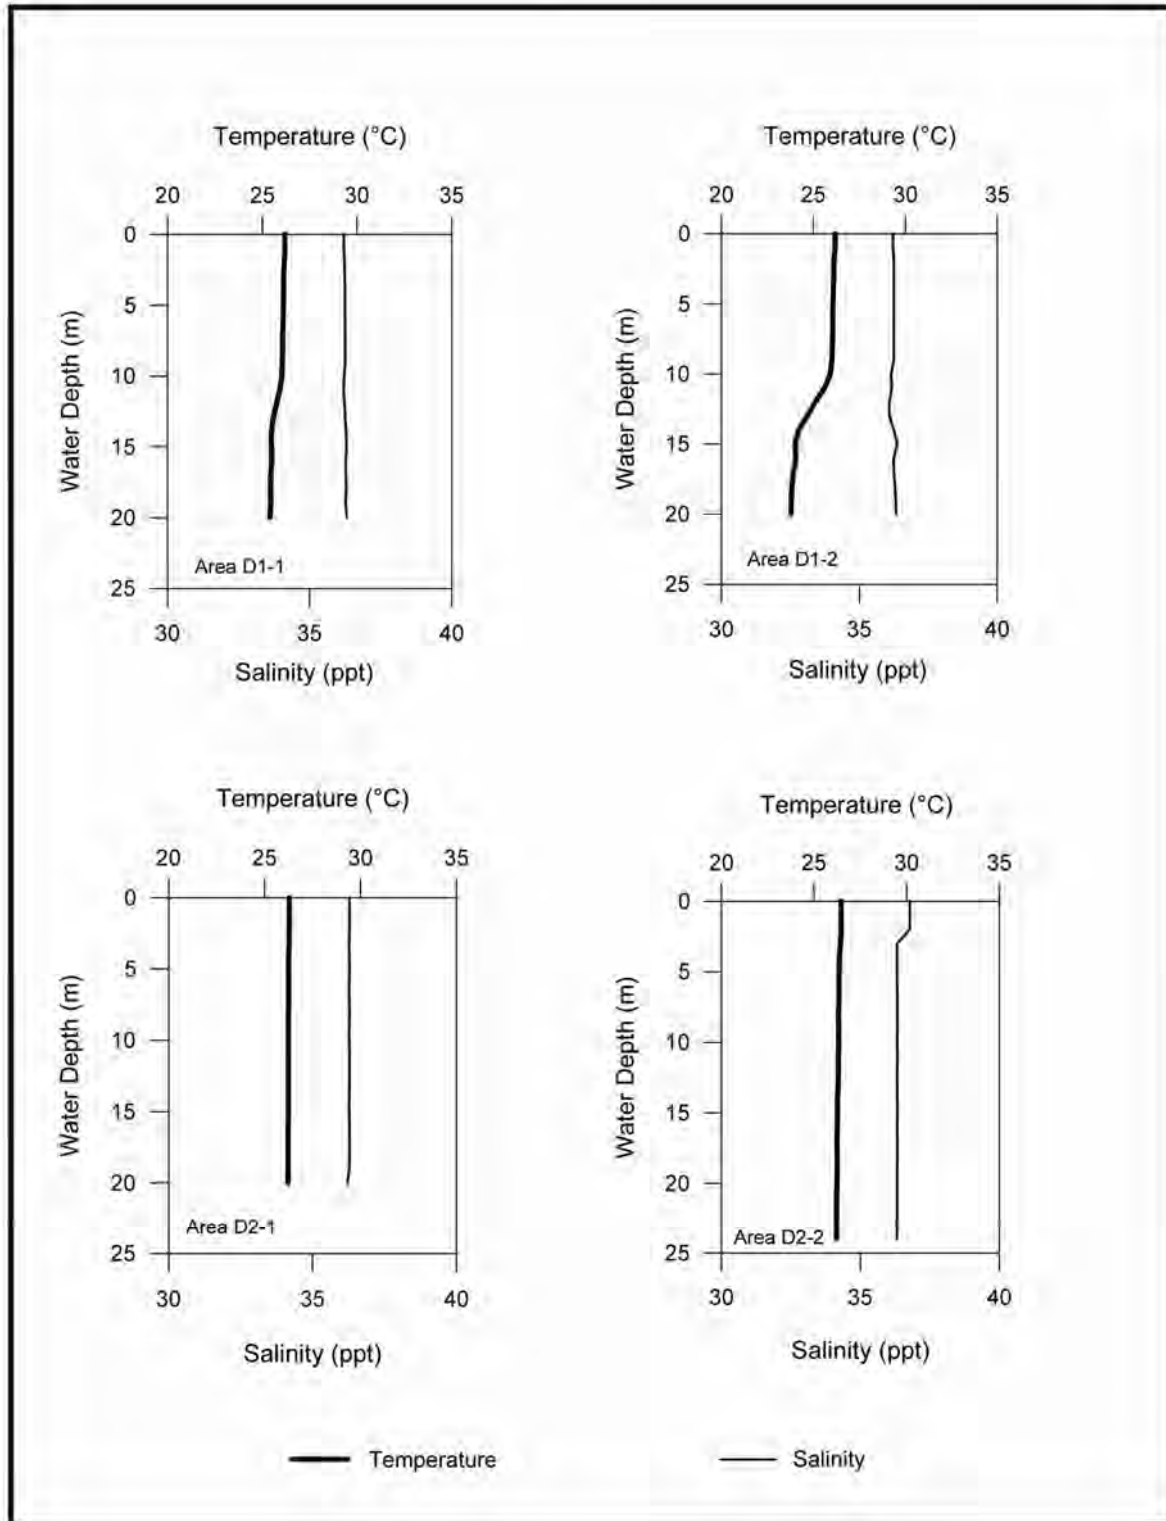 Temperature (°C)
20 25 30 35
0
5
10
15
20
25
Water Depth (m)
Area D1-1
30 35 40
Salinity (ppt)
Temperature (°C)
20 25 30 35
0
5
10
15
20
25
Water Depth (m)
Area D1-2
30 35 40
Salinity (ppt)
Temperature (°C)
20 25 30 35
0
5
10
15
20
25
Water Depth (m)
Area D2-1
30 35 40
Salinity (ppt)
Temperature (°C)
20 25 30 35
0
5
10
15
20
25
Water Depth (m)
Area D2-2
30 35 40
Salinity (ppt)
Temperature
Salinity